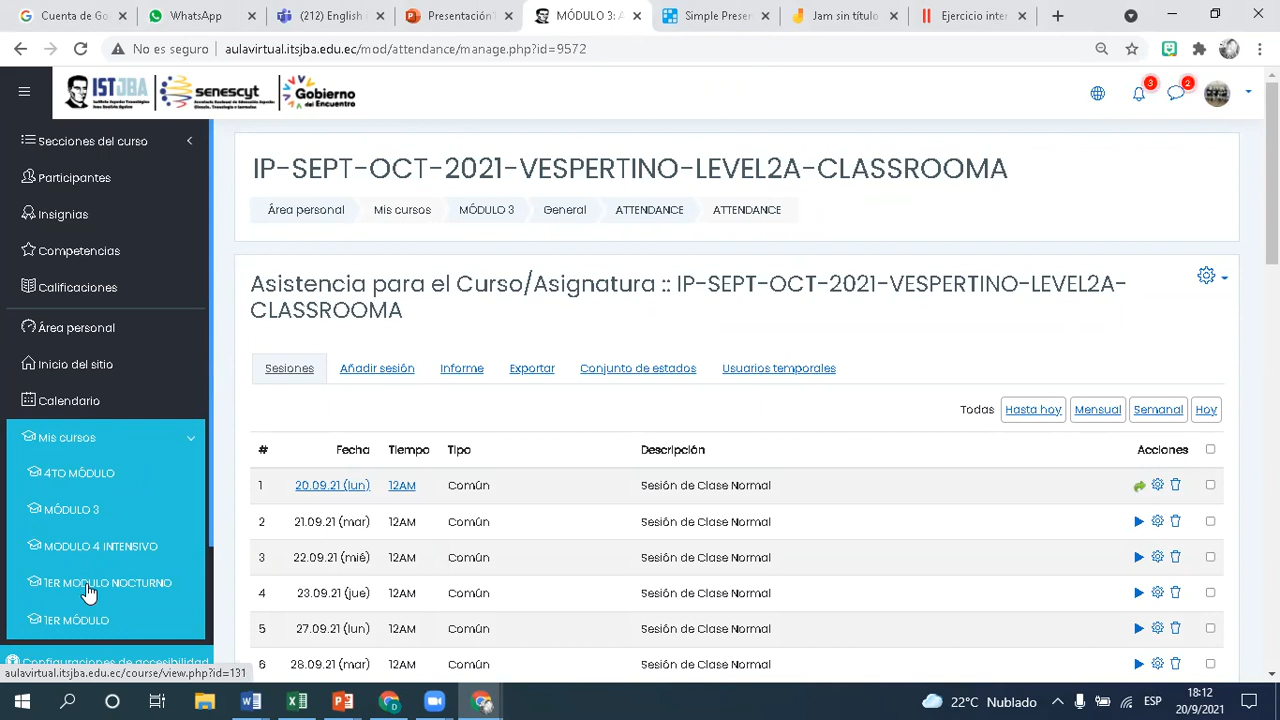 Cuenta de Go
WhatsApp
(212) English
Presentación1
MÓDULO 3: A
Simple Presen
Jam sin título
Ejercicio inter
No es seguro
aulavirtual.itsjba.edu.ec/mod/attendance/manage.php?id=9572
ISTJBA
senescyt
Gobierno
del Encuentro
3
2
Secciones del curso
Participantes
Insignias
Competencias
Calificaciones
Área personal
Inicio del sitio
Calendario
Mis cursos
4TO MÓDULO
MÓDULO 3
MODULO 4 INTENSIVO
1ER MODULO NOCTURNO
1ER MÓDULO
Configuraciones de accesibilidad
aulavirtual.itsjba.edu.ec/course/view.php?id=131
IP-SEPT-OCT-2021-VESPERTINO-LEVEL2A-CLASSROOMA
Área personal Mis cursos MÓDULO 3 General ATTENDANCE ATTENDANCE
Asistencia para el Curso/Asignatura :: IP-SEPT-OCT-2021-VESPERTINO-LEVEL2A-
CLASSROOMA
Sesiones Añadir sesión Informe Exportar Conjunto de estados Usuarios temporales
Todas Hasta hoy Mensual Semanal Hoy
# Fecha Tiempo Tipo Descripción Acciones
1 20.09.21 (lun) 12AM Común Sesión de Clase Normal
2 21.09.21 (mar) 12AM Común Sesión de Clase Normal
3 22.09.21 (mié) 12AM Común Sesión de Clase Normal
4 23.09.21 (jue) 12AM Común Sesión de Clase Normal
5 27.09.21 (lun) 12AM Común Sesión de Clase Normal
6 28.09.21 (mar) 12AM Común Sesión de Clase Normal
22°C Nublado
ESP
18:12
20/9/2021